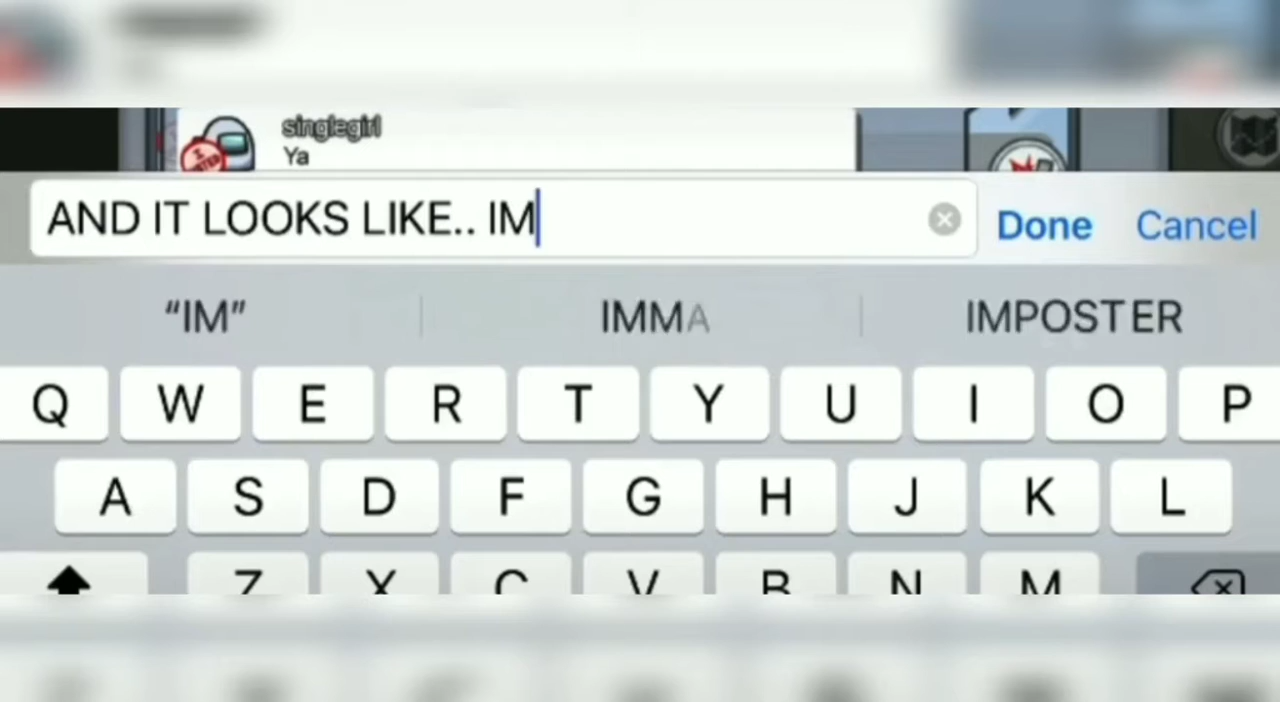 singlegirl
Ya
AND IT LOOKS LIKE.. IM
Done
Cancel
“IM”
IMMA
IMPOSTER
Q W E R T Y U I O P
A S D F G H J K L
Z X C V B N M